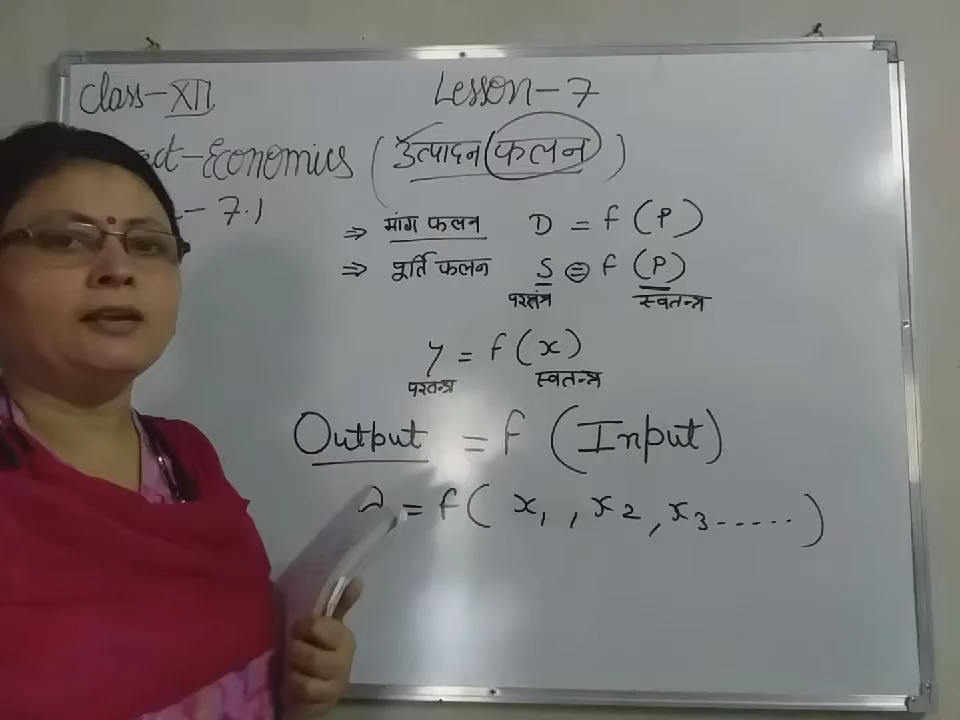 Class-XII Lesson-7
Economics (उत्पादन (फलन)
- 7.1
⇒ मांग फलन D = f (P)
⇒ पूर्ति फलन S = f (P)
परतंत्र स्वतन्त्र
y = f (x)
परतन्त्र स्वतन्त्र
Output = f (Input)
= f ( x1, x2, x3 ------ )